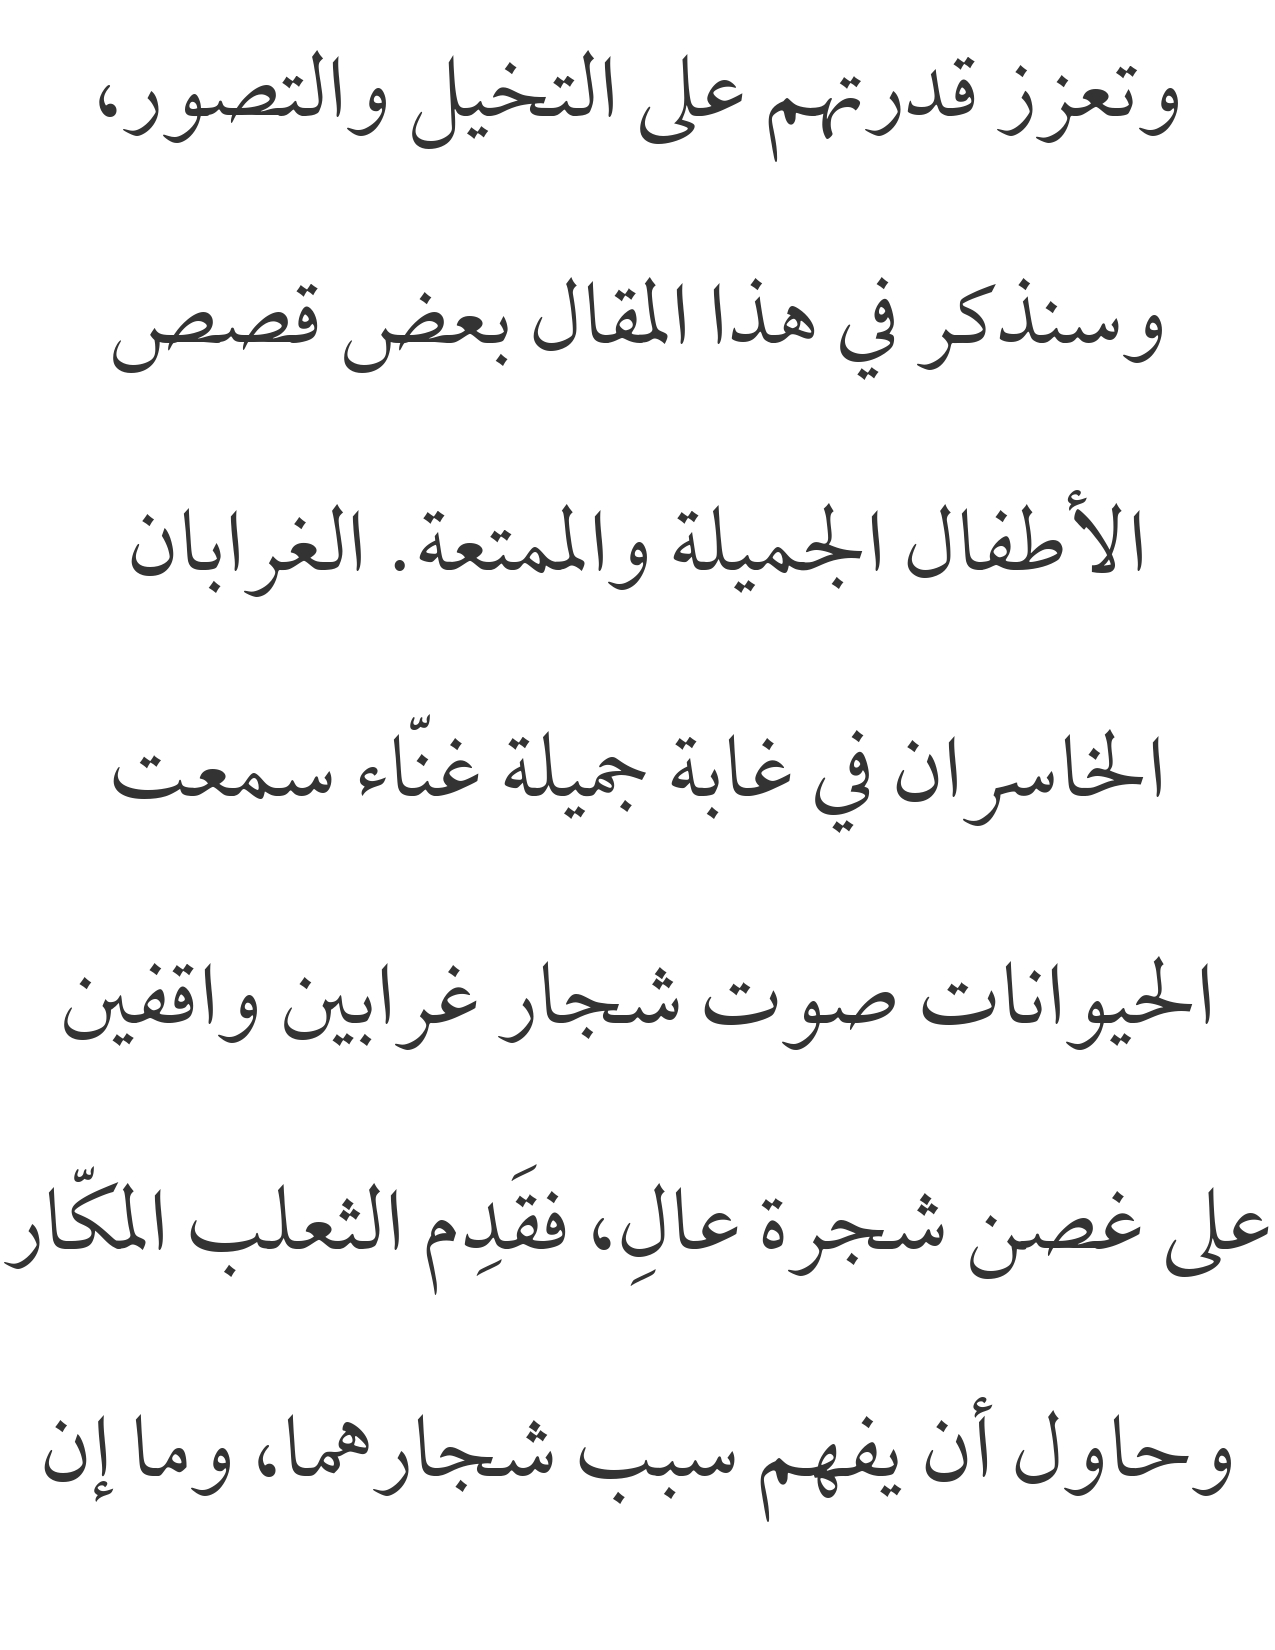 وتعزز قدرتهم على التخيل والتصور،
وسنذكر في هذا المقال بعض قصص
الأطفال الجميلة والممتعة. الغرابان
الخاسران في غابة جميلة غنّاء سمعت
الحيوانات صوت شجار غرابين واقفين
على غصن شجرة عالِ، فقَدِم الثعلب المكّار
وحاول أن يفهم سبب شجارهما، وما إن